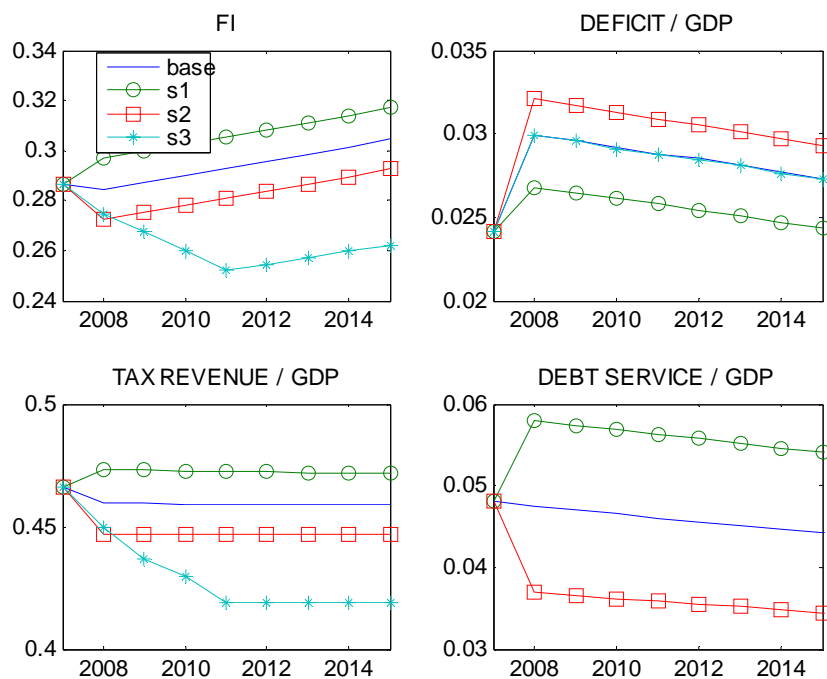 FI
0.34
0.32
0.3
0.28
0.26
0.24
2008 2010 2012 2014
base
s1
s2
s3
DEFICIT / GDP
0.035
0.03
0.025
0.02
2008 2010 2012 2014
TAX REVENUE / GDP
0.5
0.45
0.4
2008 2010 2012 2014
DEBT SERVICE / GDP
0.06
0.05
0.04
0.03
2008 2010 2012 2014